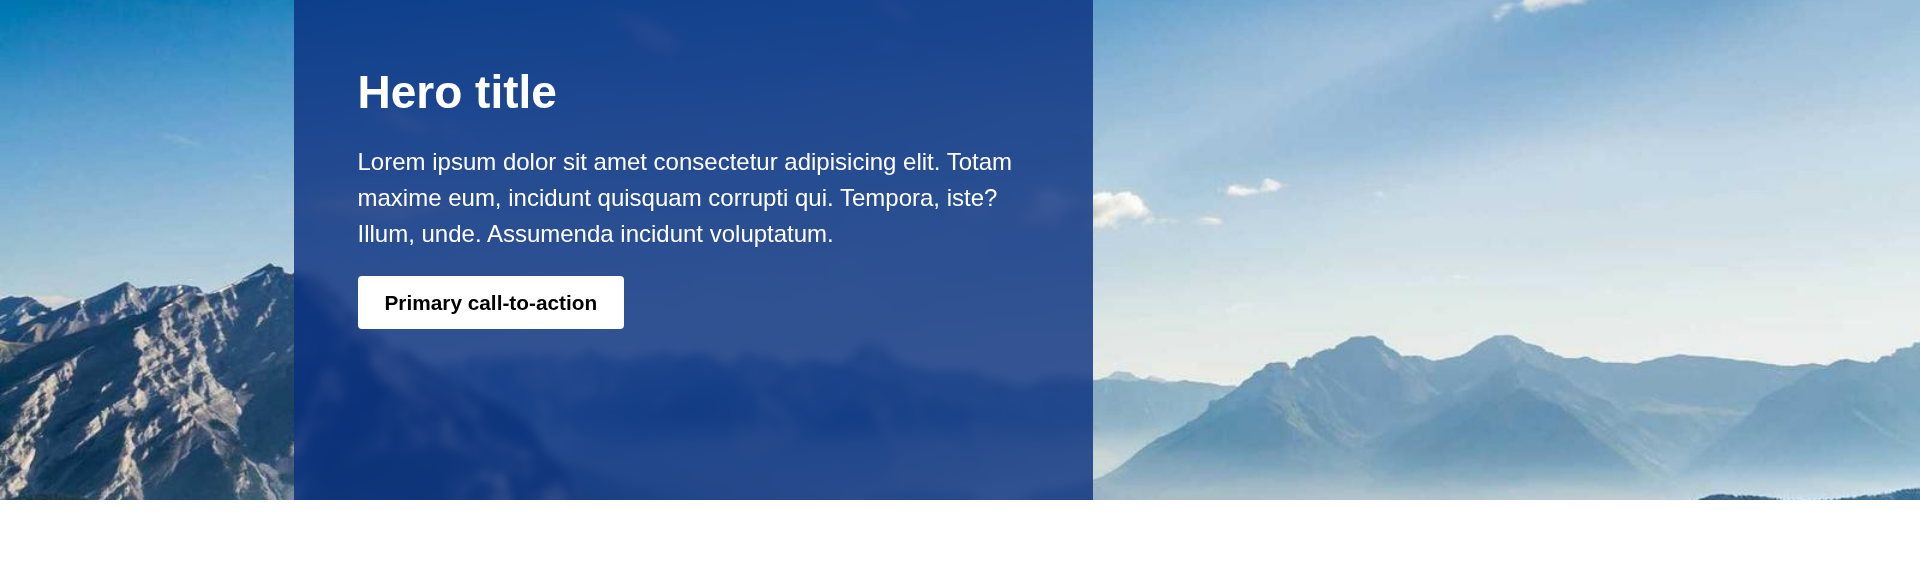 Hero title
Lorem ipsum dolor sit amet consectetur adipisicing elit. Totam
maxime eum, incidunt quisquam corrupti qui. Tempora, iste?
Illum, unde. Assumenda incidunt voluptatum.
Primary call-to-action